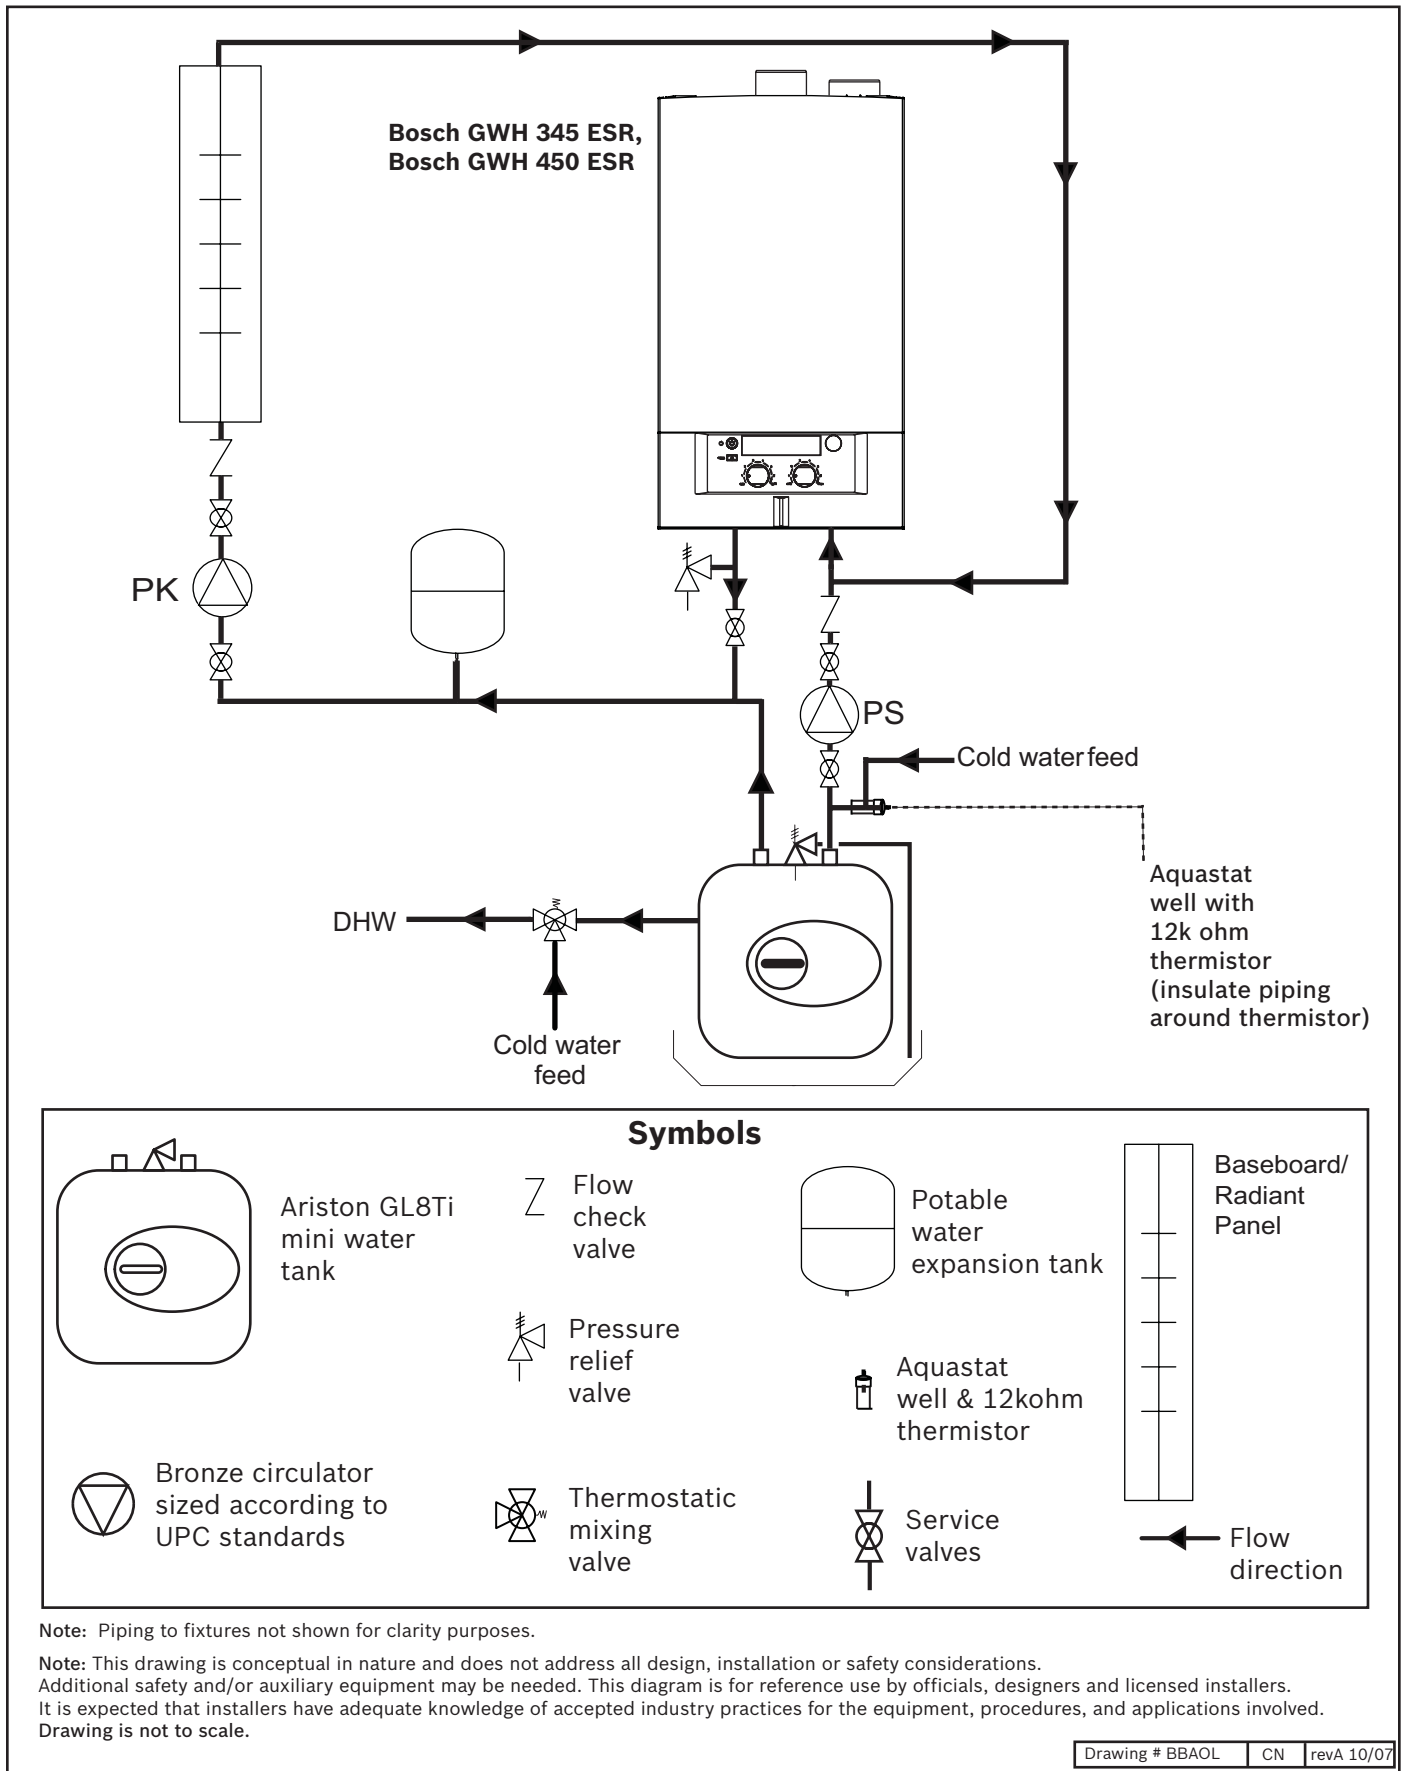 Bosch GWH 345 ESR,
Bosch GWH 450 ESR
PK
PS
Cold water feed
DHW
Cold water
feed
Aquastat
well with
12k ohm
thermistor
(insulate piping
around thermistor)
Symbols
Ariston GL8Ti
mini water
tank
Flow
check
valve
Potable
water
expansion tank
Baseboard/
Radiant
Panel
Pressure
relief
valve
Aquastat
well & 12kohm
thermistor
Bronze circulator
sized according to
UPC standards
Thermostatic
mixing
valve
Service
valves
Flow
direction
Note: Piping to fixtures not shown for clarity purposes.
Note: This drawing is conceptual in nature and does not address all design, installation or safety considerations.
Additional safety and/or auxiliary equipment may be needed. This diagram is for reference use by officials, designers and licensed installers.
It is expected that installers have adequate knowledge of accepted industry practices for the equipment, procedures, and applications involved.
Drawing is not to scale.
Drawing # BBAOL CN revA 10/07